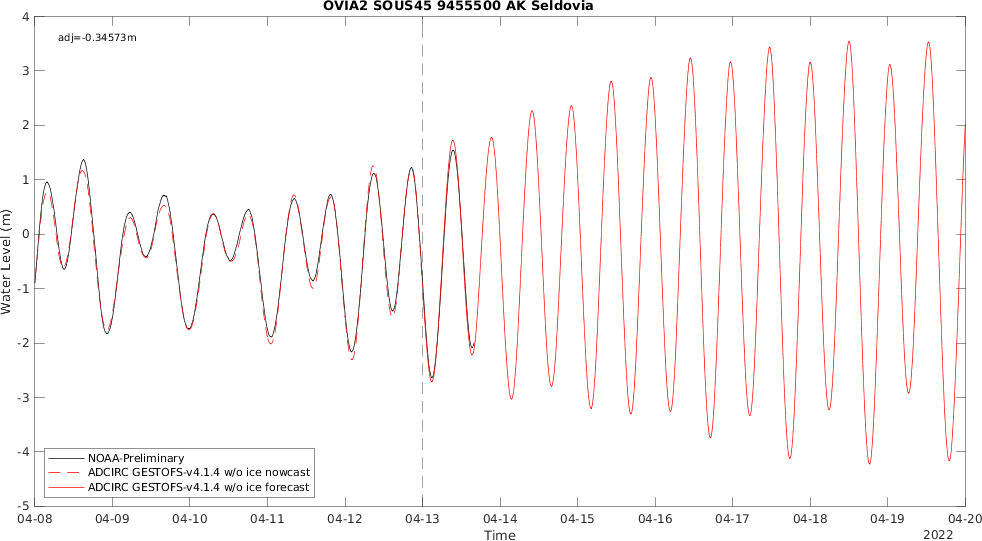 OVIA2 SOUS45 9455500 AK Seldovia
adj=-0.34573m
4
3
2
1
0
-1
-2
-3
-4
-5
Water Level (m)
NOAA-Preliminary
ADCIRC GESTOFS-v4.1.4 w/o ice nowcast
ADCIRC GESTOFS-v4.1.4 w/o ice forecast
04-08 04-09 04-10 04-11 04-12 04-13 04-14 04-15 04-16 04-17 04-18 04-19 04-20
Time
2022